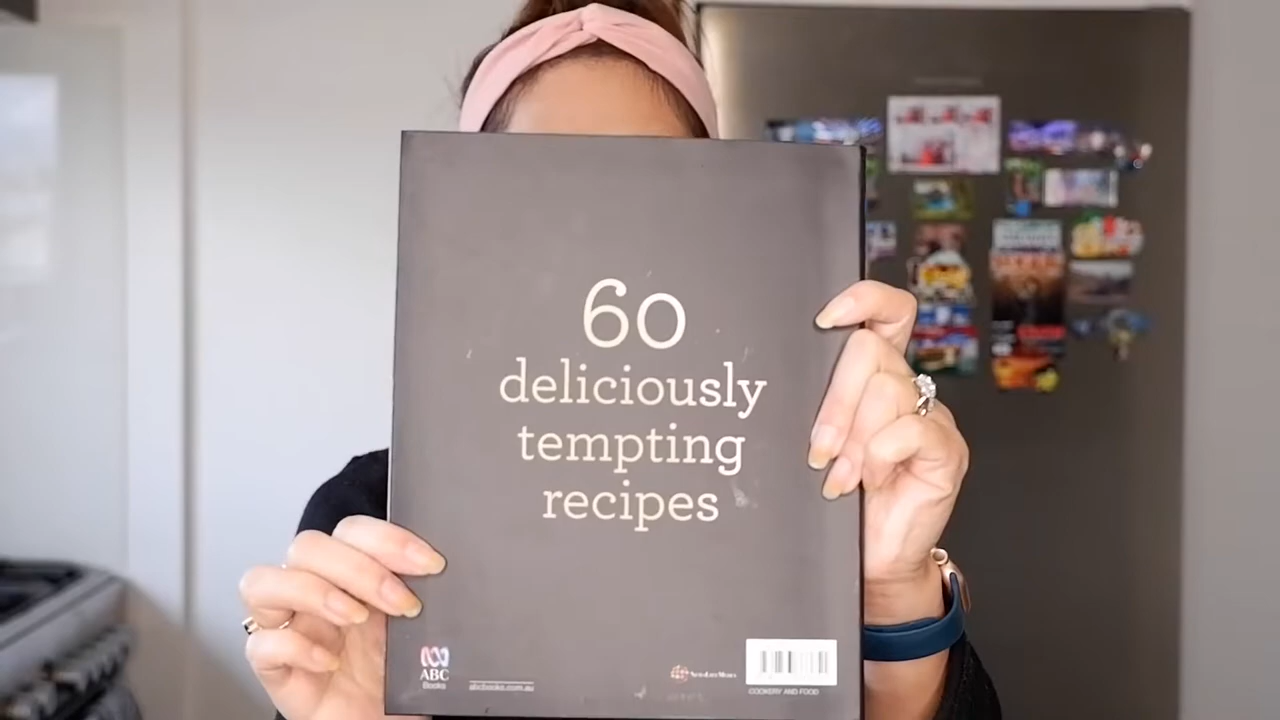 60
deliciously
tempting
recipes
ABC
Books
abcbooks.com.au
COOKERY AND FOOD